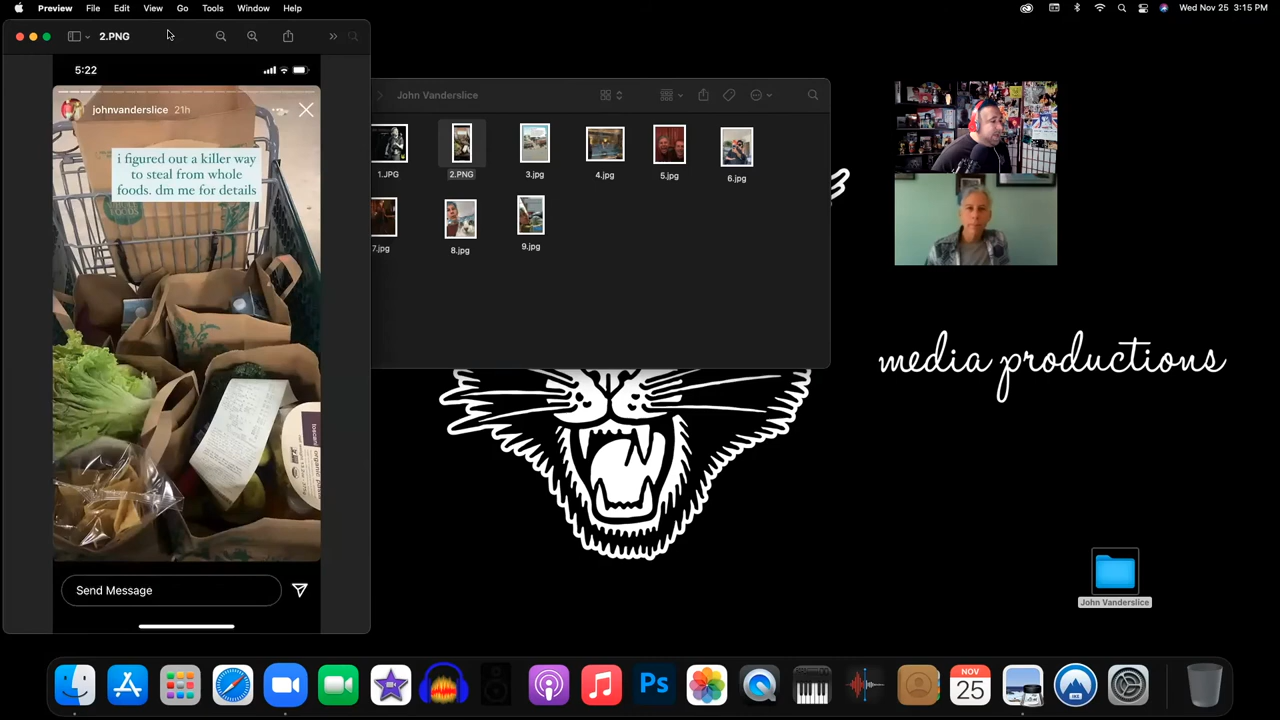 Preview File Edit View Go Tools Window Help
Wed Nov 25 3:15 PM
2.PNG
5:22
johnvanderslice 21h
i figured out a killer way
to steal from whole
foods. dm me for details
Send Message
John Vanderslice
1.JPG
2.PNG
3.jpg
4.jpg
5.jpg
6.jpg
7.jpg
8.jpg
9.jpg
media productions
John Vanderslice
Ps
NOV
25